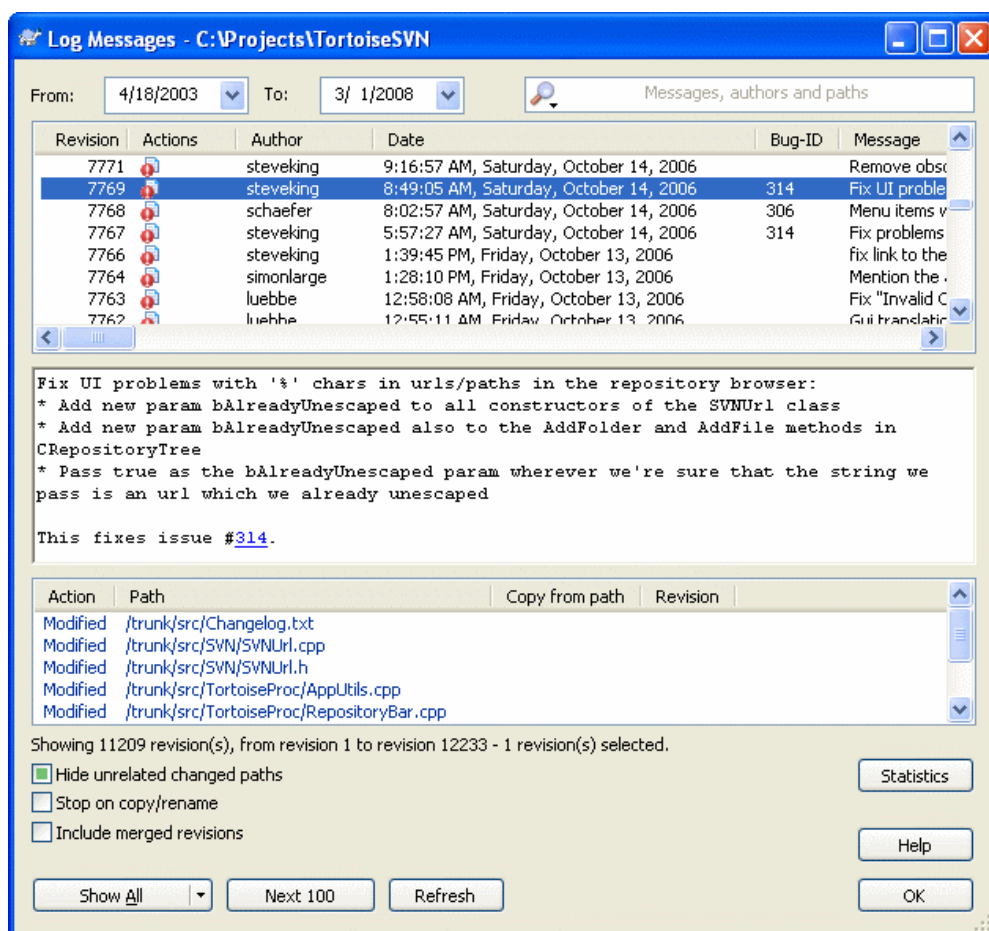 Log Messages - C:\Projects\TortoiseSVN
From: 4/18/2003 To: 3/ 1/2008 Messages, authors and paths
Revision Actions Author Date Bug-ID Message
7771 steveking 9:16:57 AM, Saturday, October 14, 2006 Remove obso
7769 steveking 8:49:05 AM, Saturday, October 14, 2006 314 Fix UI proble
7768 schaefer 8:02:57 AM, Saturday, October 14, 2006 306 Menu items w
7767 steveking 5:57:27 AM, Saturday, October 14, 2006 314 Fix problems
7766 steveking 1:39:45 PM, Friday, October 13, 2006 fix link to the
7764 simonlarge 1:28:10 PM, Friday, October 13, 2006 Mention the
7763 luebbe 12:58:08 AM, Friday, October 13, 2006 Fix "Invalid C
7762 luebbe 12:55:11 AM, Friday, October 13, 2006 Gui translatic
Fix UI problems with '%' chars in urls/paths in the repository browser:
* Add new param bAlreadyUnescaped to all constructors of the SVNUrl class
* Add new param bAlreadyUnescaped also to the AddFolder and AddFile methods in
CRepositoryTree
* Pass true as the bAlreadyUnescaped param wherever we're sure that the string we
pass is an url which we already unescaped
This fixes issue #314.
Action Path Copy from path Revision
Modified /trunk/src/Changelog.txt
Modified /trunk/src/SVN/SVNUrl.cpp
Modified /trunk/src/SVN/SVNUrl.h
Modified /trunk/src/TortoiseProc/AppUtils.cpp
Modified /trunk/src/TortoiseProc/RepositoryBar.cpp
Showing 11209 revision(s), from revision 1 to revision 12233 - 1 revision(s) selected.
Hide unrelated changed paths
Statistics
Stop on copy/rename
Include merged revisions
Help
Show All Next 100 Refresh OK